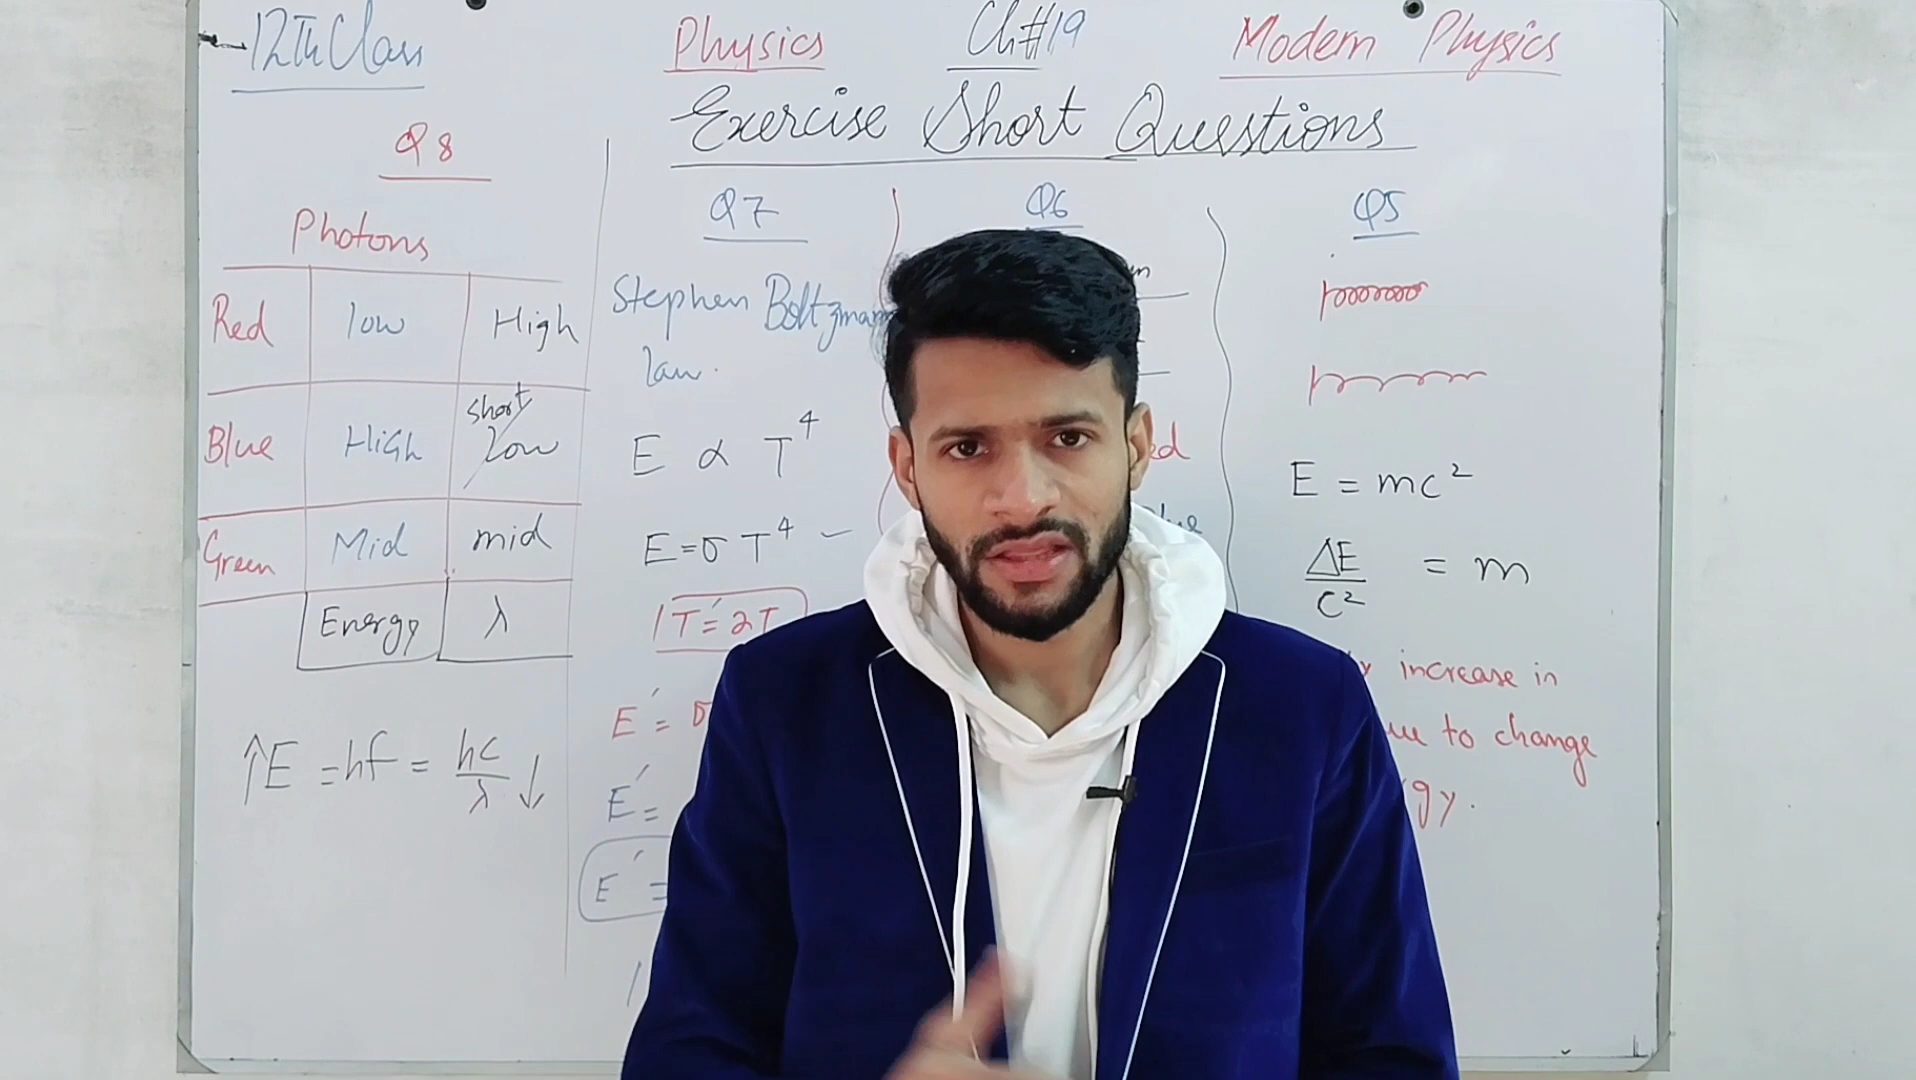 12Th Class Physics Ch#19 Modern Physics
Exercise Short Questions
Q8
Photons
Red low High
Blue HiGh short low
Green Mid mid
Energy λ
↑E = hf = hc/λ ↓
Q7
Stephen Boltzmann
law.
E ∝ T⁴
E = σ T⁴ –
T′ = 2T
E′ = σ
E′ =
E′ =
Q6
Q5
E = mc²
ΔE/C² = m
increase in
to change